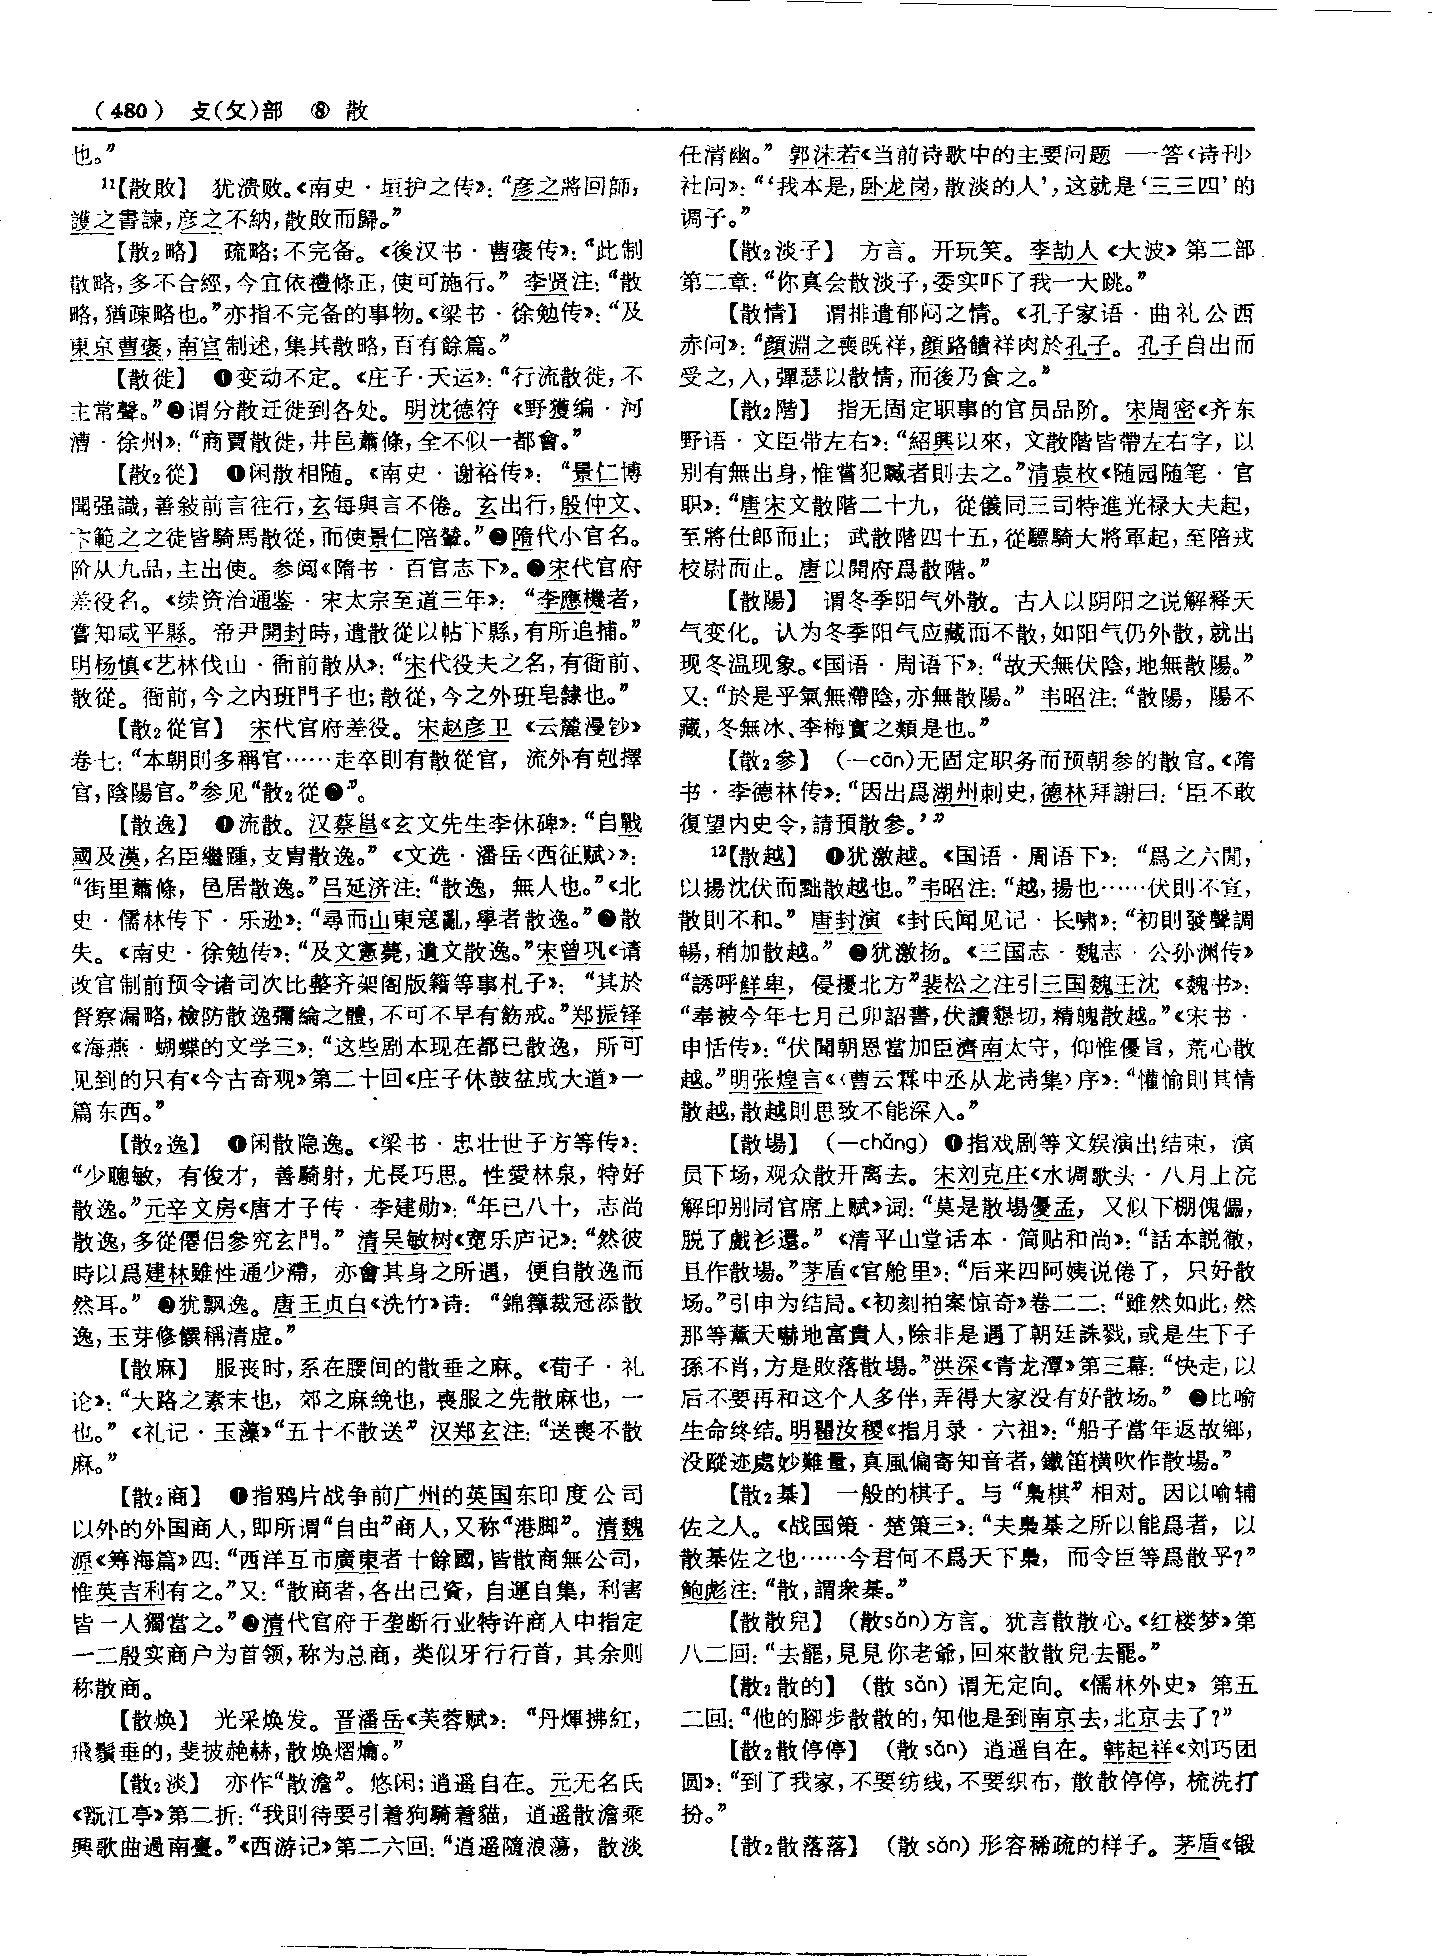 （480） 攴(攵)部 ⑧ 散
也。”
11【散敗】 犹溃败。《南史·垣护之传》：“彦之將回師，
護之書諫，彦之不納，散敗而歸。”
【散2略】 疏略；不完备。《後汉书·曹褒传》：“此制
散略，多不合經，今宜依禮條正，使可施行。” 李贤注：“散
略，猶疎略也。”亦指不完备的事物。《梁书·徐勉传》：“及
東京曹褒，南宫制述，集其散略，百有餘篇。”
【散徙】 ❶变动不定。《庄子·天运》：“行流散徙，不
主常聲。”❷谓分散迁徙到各处。明沈德符《野獲编·河
漕·徐州》：“商賈散徙，井邑蕭條，全不似一都會。”
【散2從】 ❶闲散相随。《南史·谢裕传》：“景仁博
聞强識，善敍前言往行，玄每與言不倦。玄出行，殷仲文、
卞範之之徒皆騎馬散從，而使景仁陪輦。”❷隋代小官名。
阶从九品，主出使。参阅《隋书·百官志下》。❸宋代官府
差役名。《续资治通鉴·宋太宗至道三年》：“李應機者，
嘗知咸平縣。帝尹開封時，遣散從以帖下縣，有所追捕。”
明杨慎《艺林伐山·衙前散从》：“宋代役夫之名，有衙前、
散從。衙前，今之内班門子也；散從，今之外班皂隸也。”
【散2從官】 宋代官府差役。宋赵彦卫《云麓漫钞》
卷七：“本朝則多稱官……走卒則有散從官，流外有剋擇
官，陰陽官。”参见“散2從❸”。
【散逸】 ❶流散。汉蔡邕《玄文先生李休碑》：“自戰
國及漢，名臣繼踵，支胄散逸。”《文选·潘岳〈西征赋〉》：
“街里蕭條，邑居散逸。”吕延济注：“散逸，無人也。”《北
史·儒林传下·乐逊》：“尋而山東寇亂，學者散逸。”❷散
失。《南史·徐勉传》：“及文憲薨，遺文散逸。”宋曾巩《请
改官制前预令诸司次比整齐架阁版籍等事札子》：“其於
督察漏略，檢防散逸彌綸之體，不可不早有飭戒。”郑振铎
《海燕·蝴蝶的文学三》：“这些剧本现在都已散逸，所可
见到的只有《今古奇观》第二十回《庄子休鼓盆成大道》一
篇东西。”
【散2逸】 ❶闲散隐逸。《梁书·忠壮世子方等传》：
“少聰敏，有俊才，善騎射，尤長巧思。性愛林泉，特好
散逸。”元辛文房《唐才子传·李建勋》：“年已八十，志尚
散逸，多從僊侣參究玄門。”清吴敏树《宽乐庐记》：“然彼
時以爲建林雖性通少滯，亦會其身之所遇，便自散逸而
然耳。” ❷犹飘逸。唐王贞白《洗竹》诗：“錦籜裁冠添散
逸，玉芽修饌稱清虚。”
【散麻】 服丧时，系在腰间的散垂之麻。《荀子·礼
论》：“大路之素末也，郊之麻絻也，喪服之先散麻也，一
也。”《礼记·玉藻》“五十不散送” 汉郑玄注：“送喪不散
麻。”
【散2商】 ❶指鸦片战争前广州的英国东印度公司
以外的外国商人，即所谓“自由”商人，又称“港脚”。清魏
源《筹海篇》四：“西洋互市廣東者十餘國，皆散商無公司，
惟英吉利有之。”又：“散商者，各出己資，自運自集，利害
皆一人獨當之。”❷清代官府于垄断行业特许商人中指定
一二殷实商户为首领，称为总商，类似牙行行首，其余则
称散商。
【散焕】 光采焕发。晋潘岳《芙蓉赋》：“丹煇拂紅，
飛鬚垂的，斐披赩赫，散焕熠爚。”
【散2淡】 亦作“散澹”。悠闲；逍遥自在。元无名氏
《翫江亭》第二折：“我則待要引着狗騎着貓，逍遥散澹乘
興歌曲過南臺。”《西游记》第二六回：“逍遥隨浪蕩，散淡
任清幽。” 郭沫若《当前诗歌中的主要问题——答〈诗刊〉
社问》：“‘我本是，卧龙岗，散淡的人’，这就是‘三三四’的
调子。”
【散2淡子】 方言。开玩笑。李劼人《大波》第二部
第二章：“你真会散淡子，委实吓了我一大跳。”
【散情】 谓排遣郁闷之情。《孔子家语·曲礼公西
赤问》：“顔淵之喪既祥，顔路饋祥肉於孔子。孔子自出而
受之，入，彈瑟以散情，而後乃食之。”
【散2階】 指无固定职事的官员品阶。宋周密《齐东
野语·文臣带左右》：“紹興以來，文散階皆帶左右字，以
别有無出身，惟嘗犯贓者則去之。”清袁枚《随园随笔·官
职》：“唐宋文散階二十九，從儀同三司特進光禄大夫起，
至將仕郎而止；武散階四十五，從驃騎大將軍起，至陪戎
校尉而止。唐以開府爲散階。”
【散陽】 谓冬季阳气外散。古人以阴阳之说解释天
气变化。认为冬季阳气应藏而不散，如阳气仍外散，就出
现冬温现象。《国语·周语下》：“故天無伏陰，地無散陽。”
又：“於是乎氣無滯陰，亦無散陽。” 韦昭注：“散陽，陽不
藏，冬無冰、李梅實之類是也。”
【散2參】 （一cān）无固定职务而预朝参的散官。《隋
书·李德林传》：“因出爲湖州刺史，德林拜謝曰：‘臣不敢
復望内史令，請預散參。’”
12【散越】 ❶犹激越。《国语·周语下》：“爲之六間，
以揚沈伏而黜散越也。”韦昭注：“越，揚也……伏則不宣，
散則不和。” 唐封演《封氏闻见记·长啸》：“初則發聲調
暢，稍加散越。” ❷犹激扬。《三国志·魏志·公孙渊传》
“誘呼鮮卑，侵擾北方”裴松之注引三国魏王沈《魏书》：
“奉被今年七月己卯詔書，伏讀懇切，精魄散越。”《宋书·
申恬传》：“伏聞朝恩當加臣濟南太守，仰惟優旨，荒心散
越。”明张煌言《〈曹云霖中丞从龙诗集〉序》：“懽愉則其情
散越，散越則思致不能深入。”
【散場】 （一chǎng） ❶指戏剧等文娱演出结束，演
员下场，观众散开离去。宋刘克庄《水调歌头·八月上浣
解印别同官席上赋》词：“莫是散場優孟，又似下棚傀儡，
脱了戲衫還。”《清平山堂话本·简贴和尚》：“話本説徹，
且作散場。”茅盾《官舱里》：“后来四阿姨说倦了，只好散
场。”引申为结局。《初刻拍案惊奇》卷二二：“雖然如此，然
那等薰天嚇地富貴人，除非是遇了朝廷誅戮，或是生下子
孫不肖，方是敗落散場。”洪深《青龙潭》第三幕：“快走，以
后不要再和这个人多伴，弄得大家没有好散场。” ❷比喻
生命终结。明瞿汝稷《指月录·六祖》：“船子當年返故鄉，
没蹤迹處妙難量，真風偏寄知音者，鐵笛横吹作散場。”
【散2棊】 一般的棋子。与“梟棋”相对。因以喻辅
佐之人。《战国策·楚策三》：“夫梟棊之所以能爲者，以
散棊佐之也……今君何不爲天下梟，而令臣等爲散乎？”
鲍彪注：“散，謂衆棊。”
【散散兒】 （散sǎn）方言。犹言散散心。《红楼梦》第
八二回：“去罷，見見你老爺，回來散散兒去罷。”
【散2散的】 （散 sǎn）谓无定向。《儒林外史》第五
二回：“他的腳步散散的，知他是到南京去，北京去了？”
【散2散停停】 （散sǎn） 逍遥自在。韩起祥《刘巧团
圆》：“到了我家，不要纺线，不要织布，散散停停，梳洗打
扮。”
【散2散落落】 （散sǎn）形容稀疏的样子。茅盾《锻